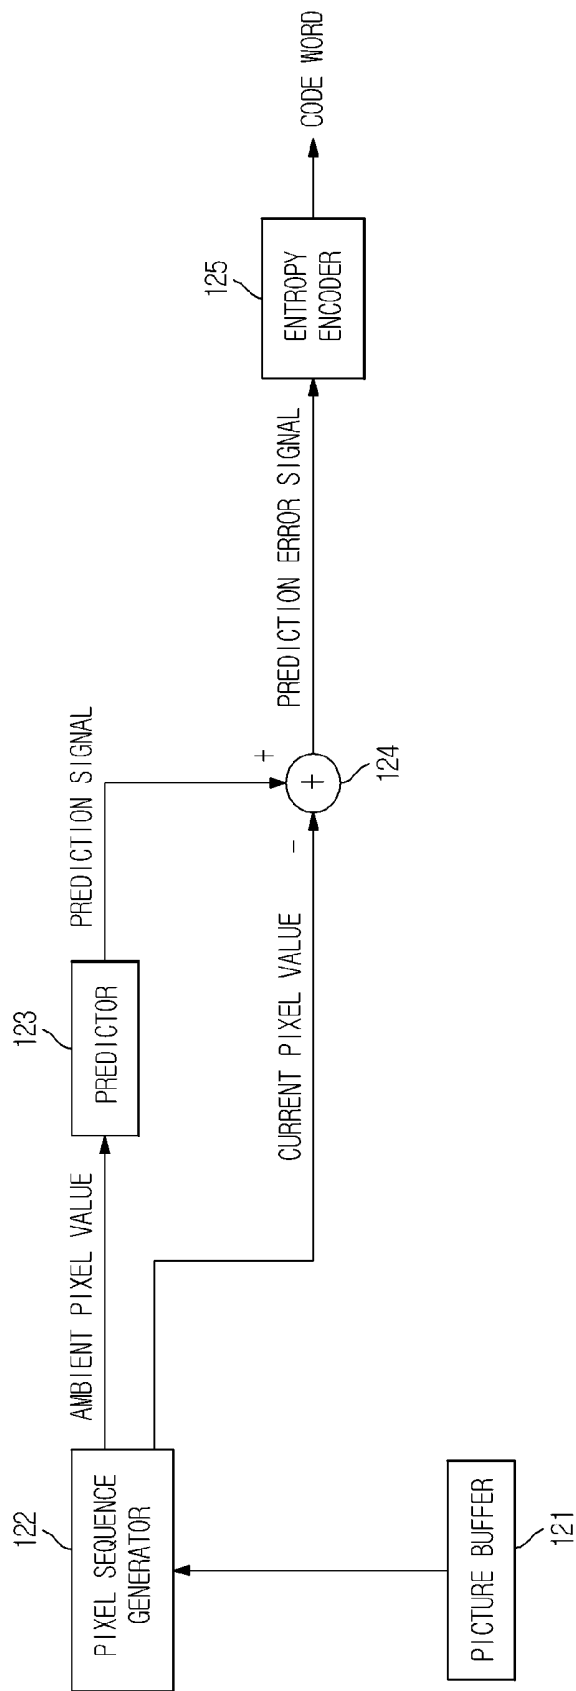 122
PIXEL SEQUENCE
GENERATOR
AMBIENT PIXEL VALUE
123
PREDICTOR
PREDICTION SIGNAL
PICTURE BUFFER
121
CURRENT PIXEL VALUE
-
+
+
124
PREDICTION ERROR SIGNAL
125
ENTROPY
ENCODER
CODE WORD